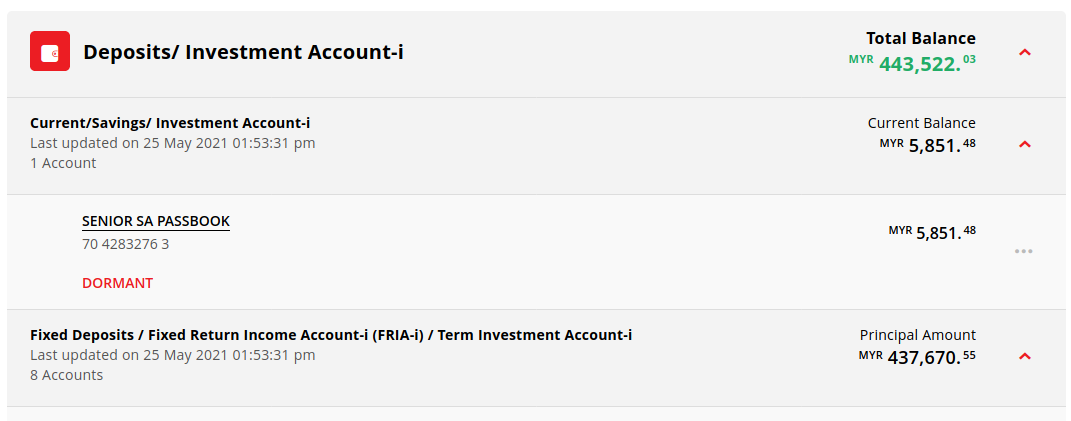 Deposits/ Investment Account-i
Total Balance
MYR 443,522.03
Current/Savings/ Investment Account-i
Last updated on 25 May 2021 01:53:31 pm
1 Account
Current Balance
MYR 5,851.48
SENIOR SA PASSBOOK
70 4283276 3
DORMANT
MYR 5,851.48
Fixed Deposits / Fixed Return Income Account-i (FRIA-i) / Term Investment Account-i
Last updated on 25 May 2021 01:53:31 pm
8 Accounts
Principal Amount
MYR 437,670.55